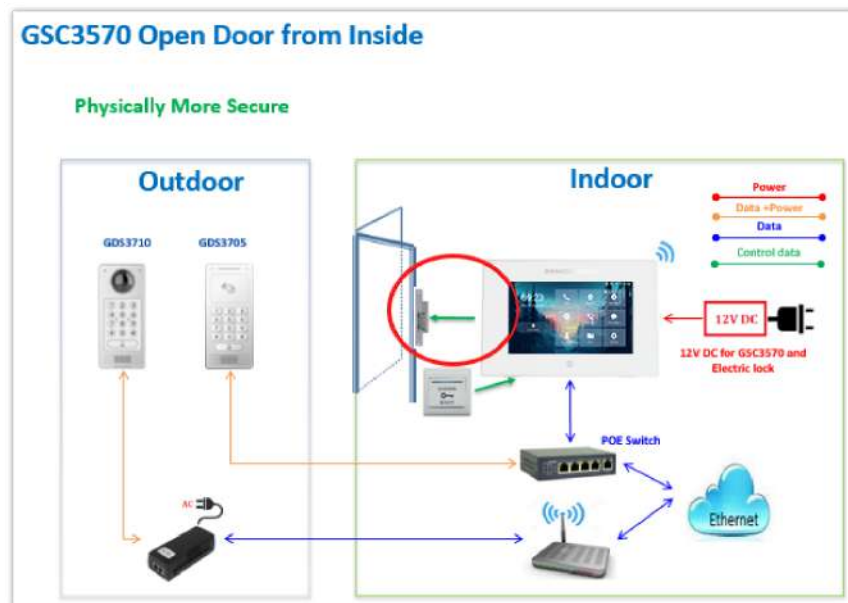 GSC3570 Open Door from Inside
Physically More Secure
Outdoor
Indoor
Power
Data +Power
Data
Control data
GDS3710
GDS3705
12V DC
12V DC for GSC3570 and
Electric lock
POE Switch
AC
Ethernet